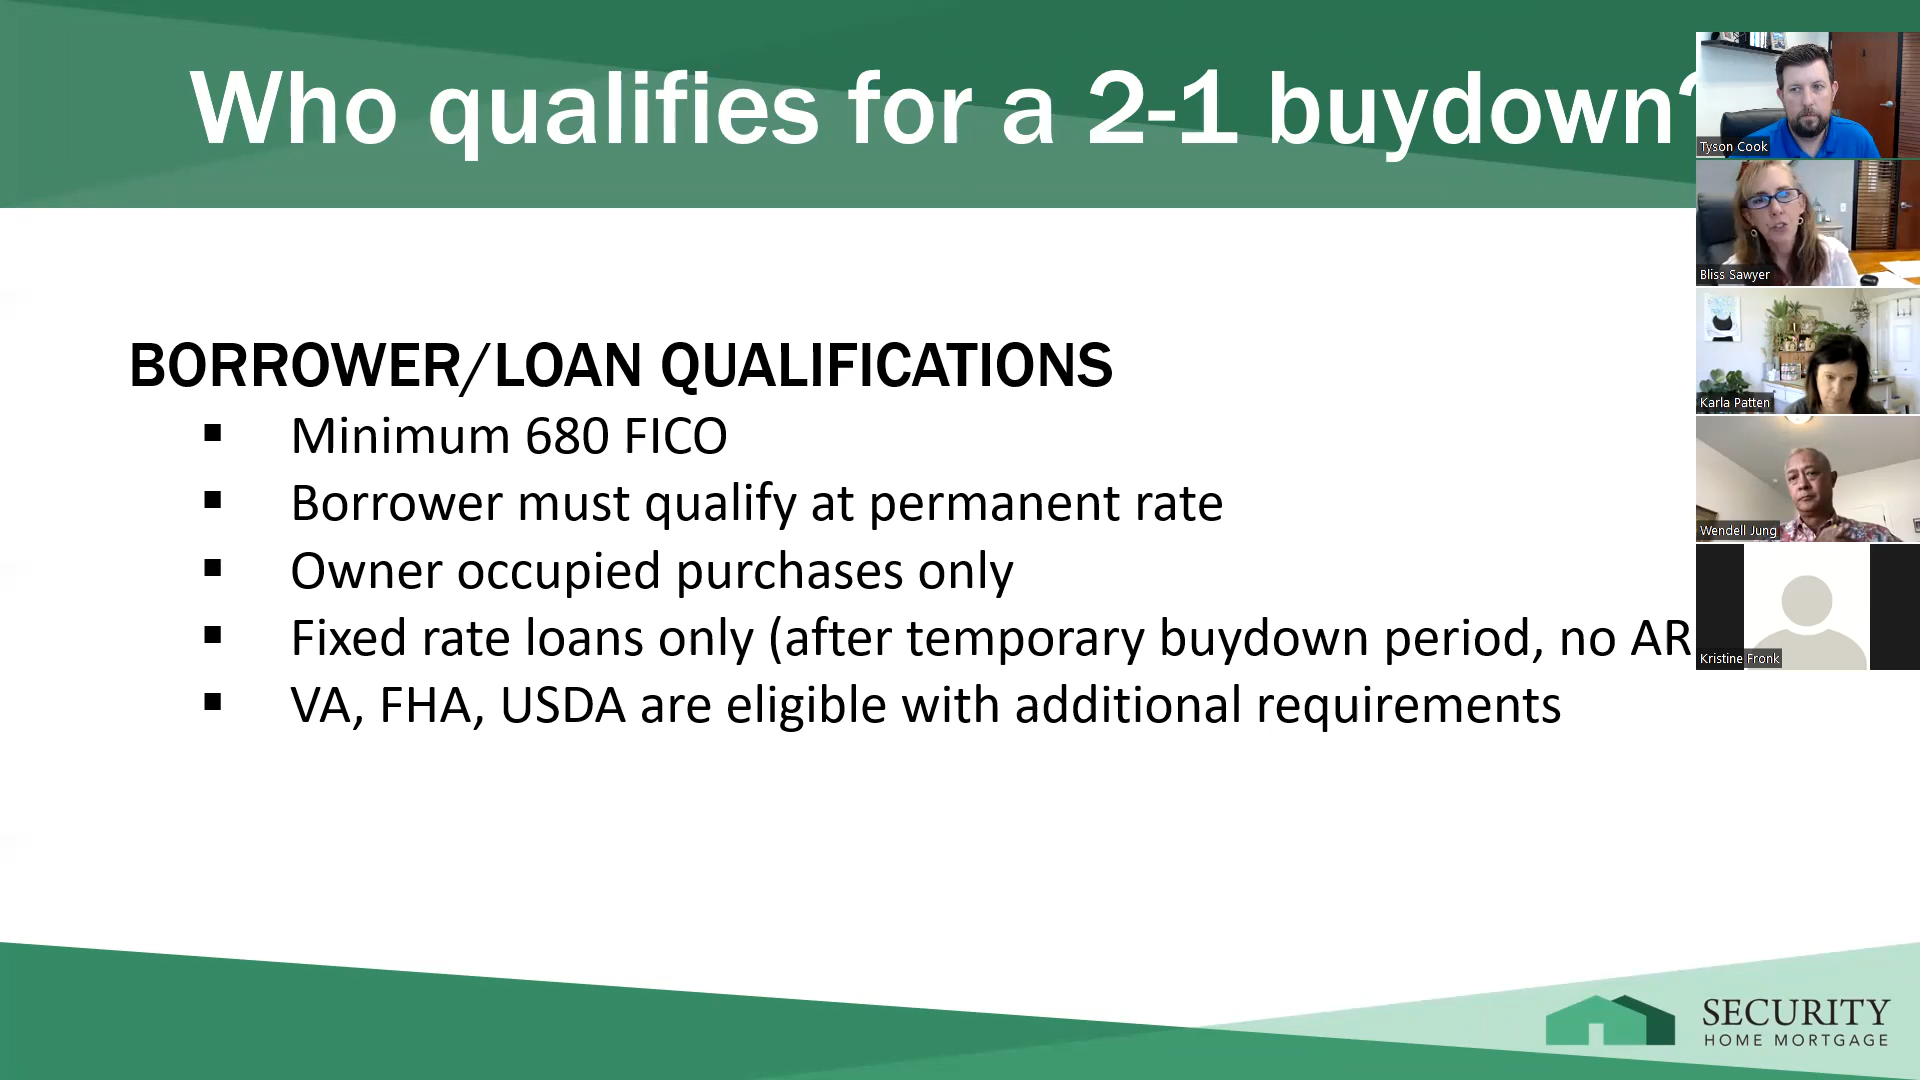 Who qualifies for a 2-1 buydown?
BORROWER/LOAN QUALIFICATIONS
▪ Minimum 680 FICO
▪ Borrower must qualify at permanent rate
▪ Owner occupied purchases only
▪ Fixed rate loans only (after temporary buydown period, no AR
▪ VA, FHA, USDA are eligible with additional requirements
Tyson Cook
Bliss Sawyer
Karla Patten
Wendell Jung
Kristine Fronk
SECURITY
HOME MORTGAGE